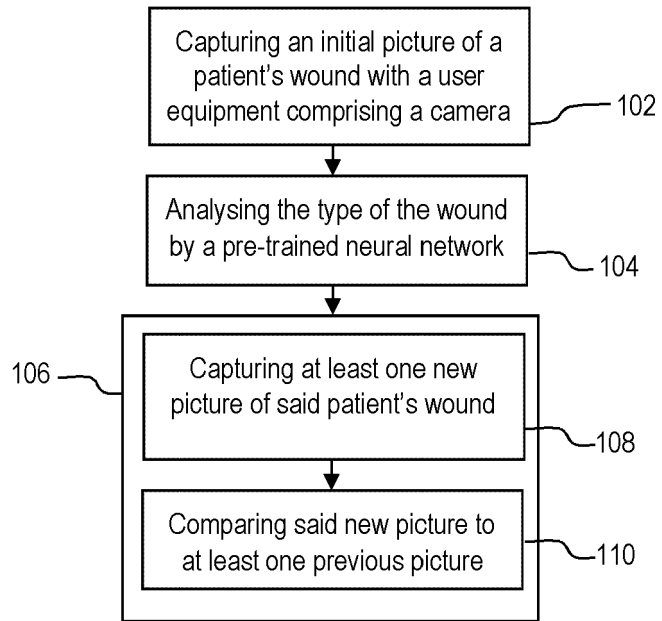 Capturing an initial picture of a
patient's wound with a user
equipment comprising a camera
102
Analysing the type of the wound
by a pre-trained neural network
104
106
Capturing at least one new
picture of said patient's wound
108
Comparing said new picture to
at least one previous picture
110